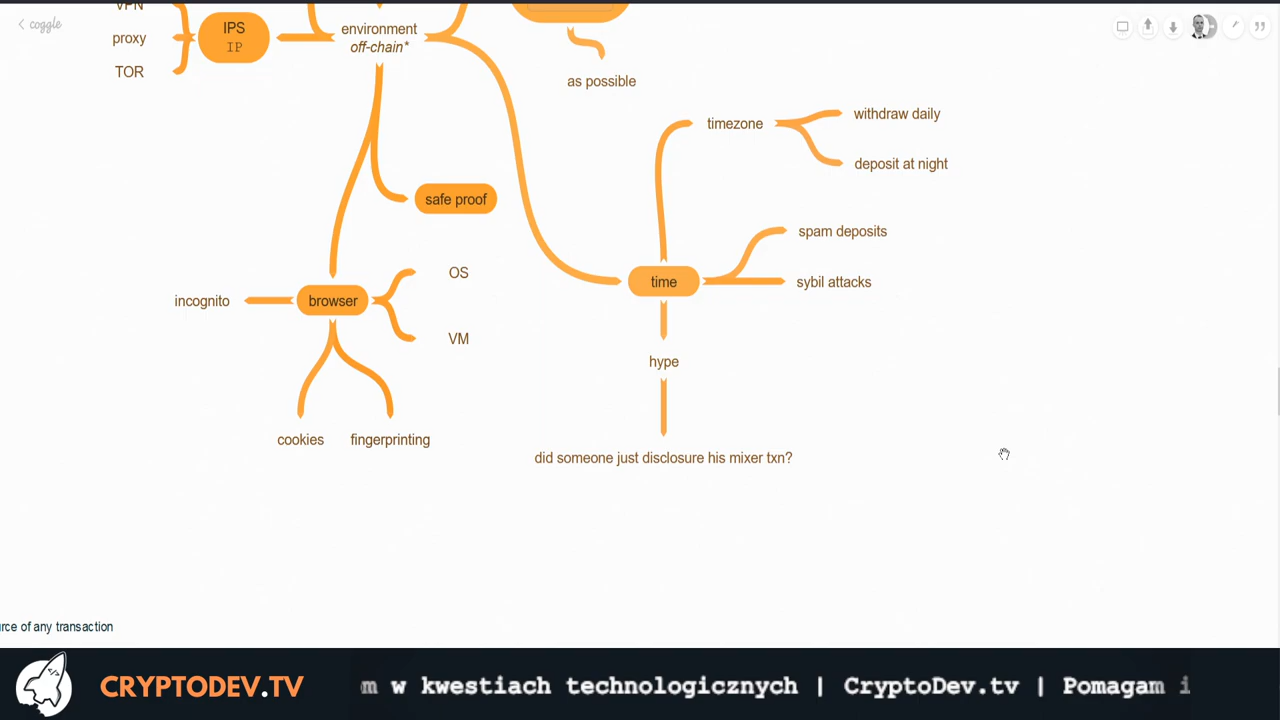 coggle
VPN
proxy
TOR
IPS
IP
environment
off-chain*
as possible
timezone
withdraw daily
deposit at night
safe proof
spam deposits
sybil attacks
time
OS
incognito
browser
VM
hype
cookies
fingerprinting
did someone just disclosure his mixer txn?
rce of any transaction
CRYPTODEV.TV
m w kwestiach technologicznych | CryptoDev.tv | Pomagam i